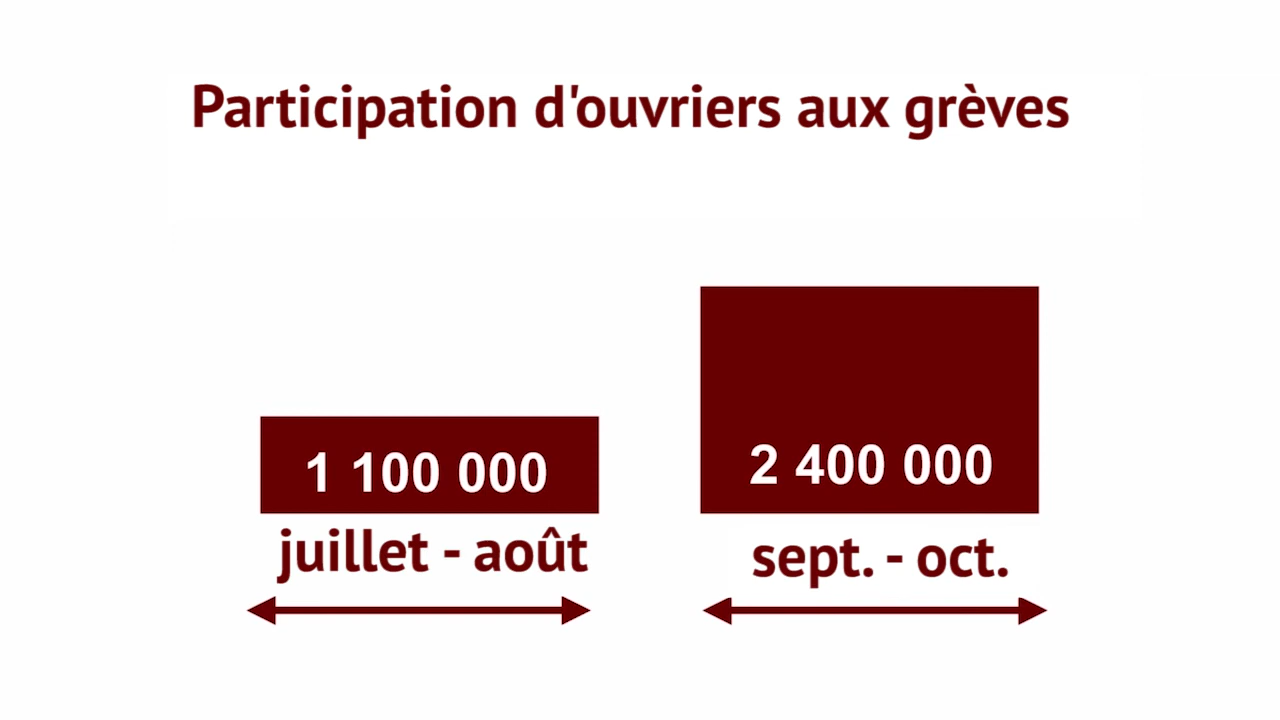 Participation d'ouvriers aux grèves
1 100 000
2 400 000
juillet - août
sept. - oct.